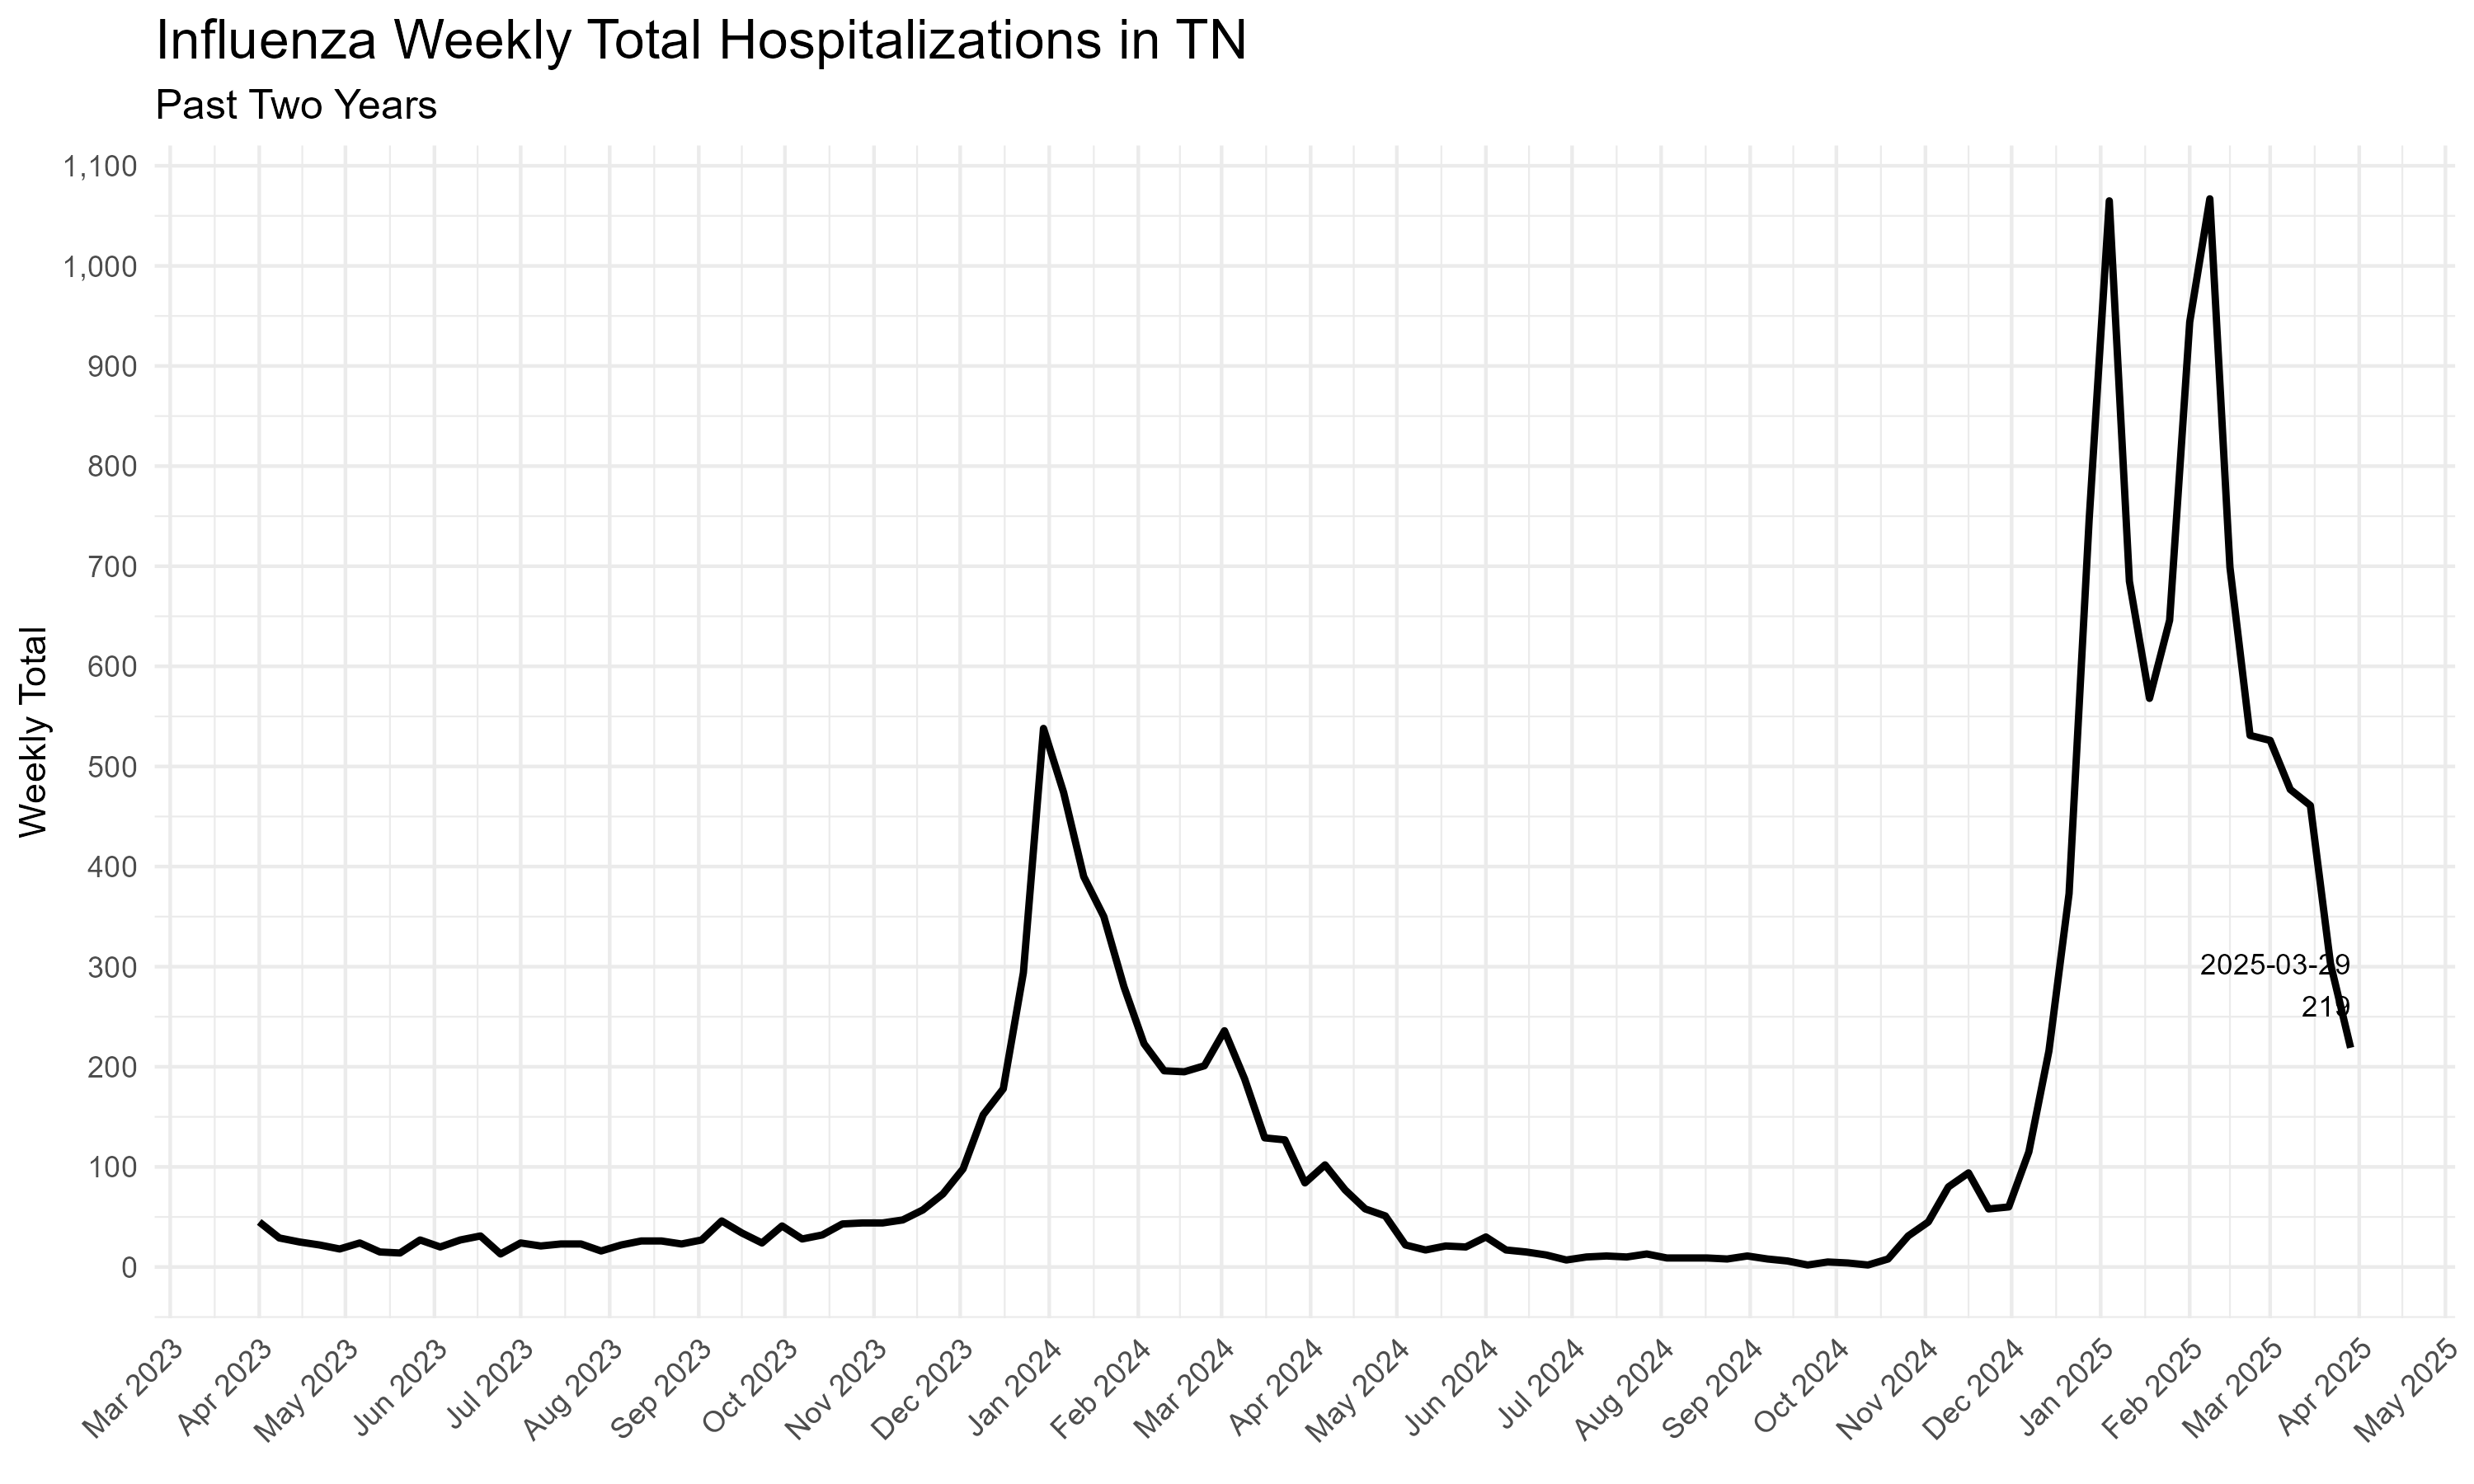 Influenza Weekly Total Hospitalizations in TN
Past Two Years
1,100
1,000
900
800
700
600
500
400
300
200
100
0
Weekly Total
2025-03-29
219
Mar 2023
Apr 2023
May 2023
Jun 2023
Jul 2023
Aug 2023
Sep 2023
Oct 2023
Nov 2023
Dec 2023
Jan 2024
Feb 2024
Mar 2024
Apr 2024
May 2024
Jun 2024
Jul 2024
Aug 2024
Sep 2024
Oct 2024
Nov 2024
Dec 2024
Jan 2025
Feb 2025
Mar 2025
Apr 2025
May 2025